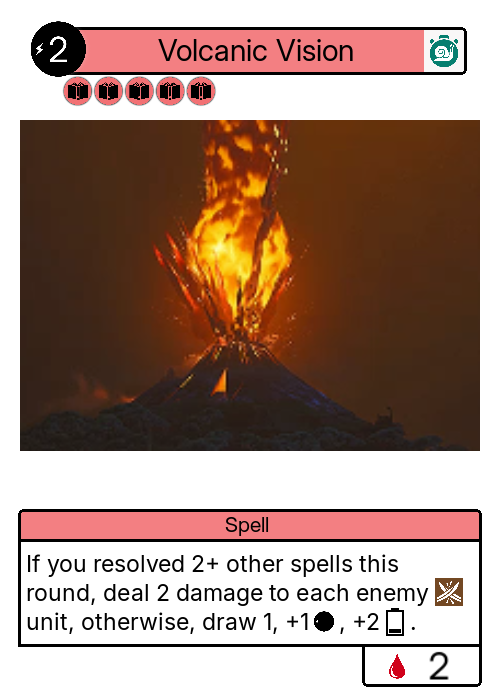 2
Volcanic Vision
Spell
If you resolved 2+ other spells this
round, deal 2 damage to each enemy
unit, otherwise, draw 1, +1 , +2 .
2